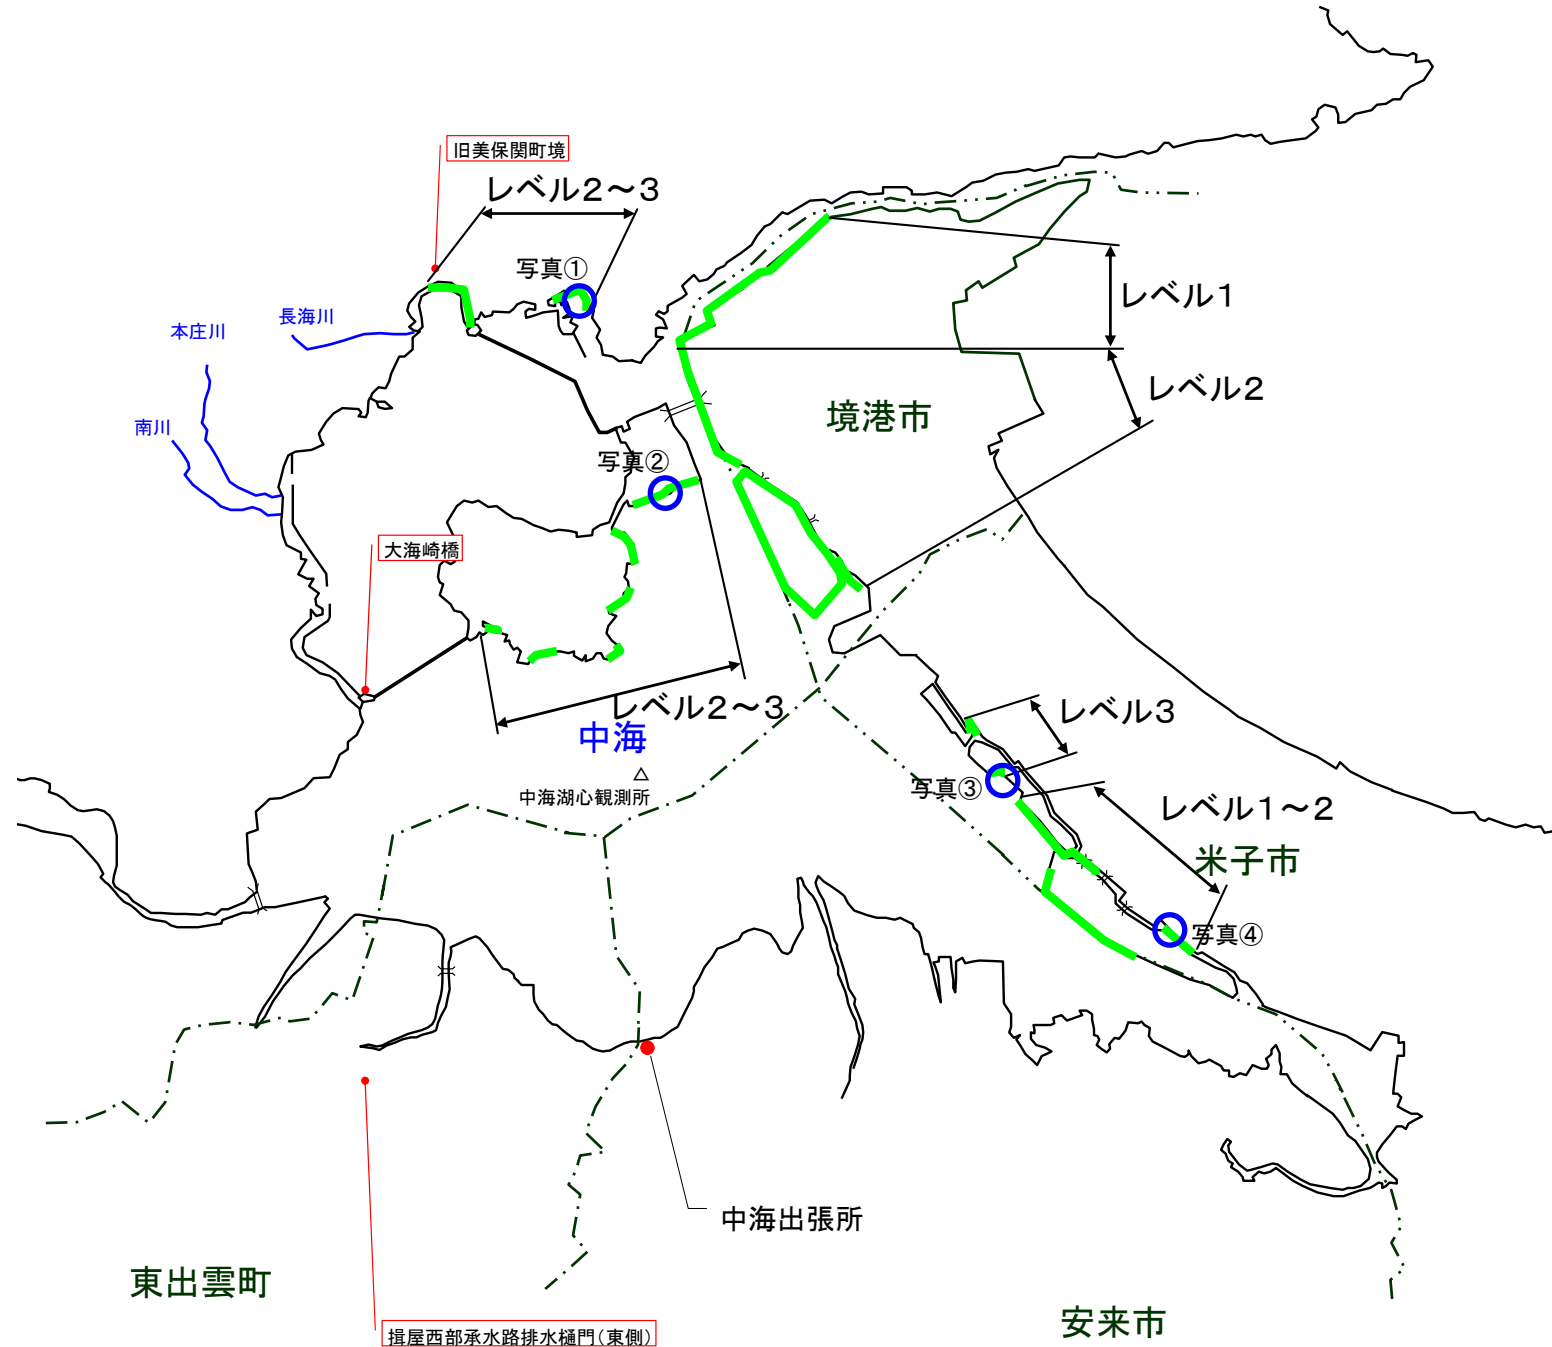 旧美保関町境
レベル2～3
写真①
長海川
本庄川
南川
レベル1
レベル2
境港市
写真②
大海崎橋
レベル2～3
中海
中海湖心観測所
レベル3
写真③
レベル1～2
米子市
写真④
中海出張所
東出雲町
揖屋西部承水路排水樋門(東側)
安来市